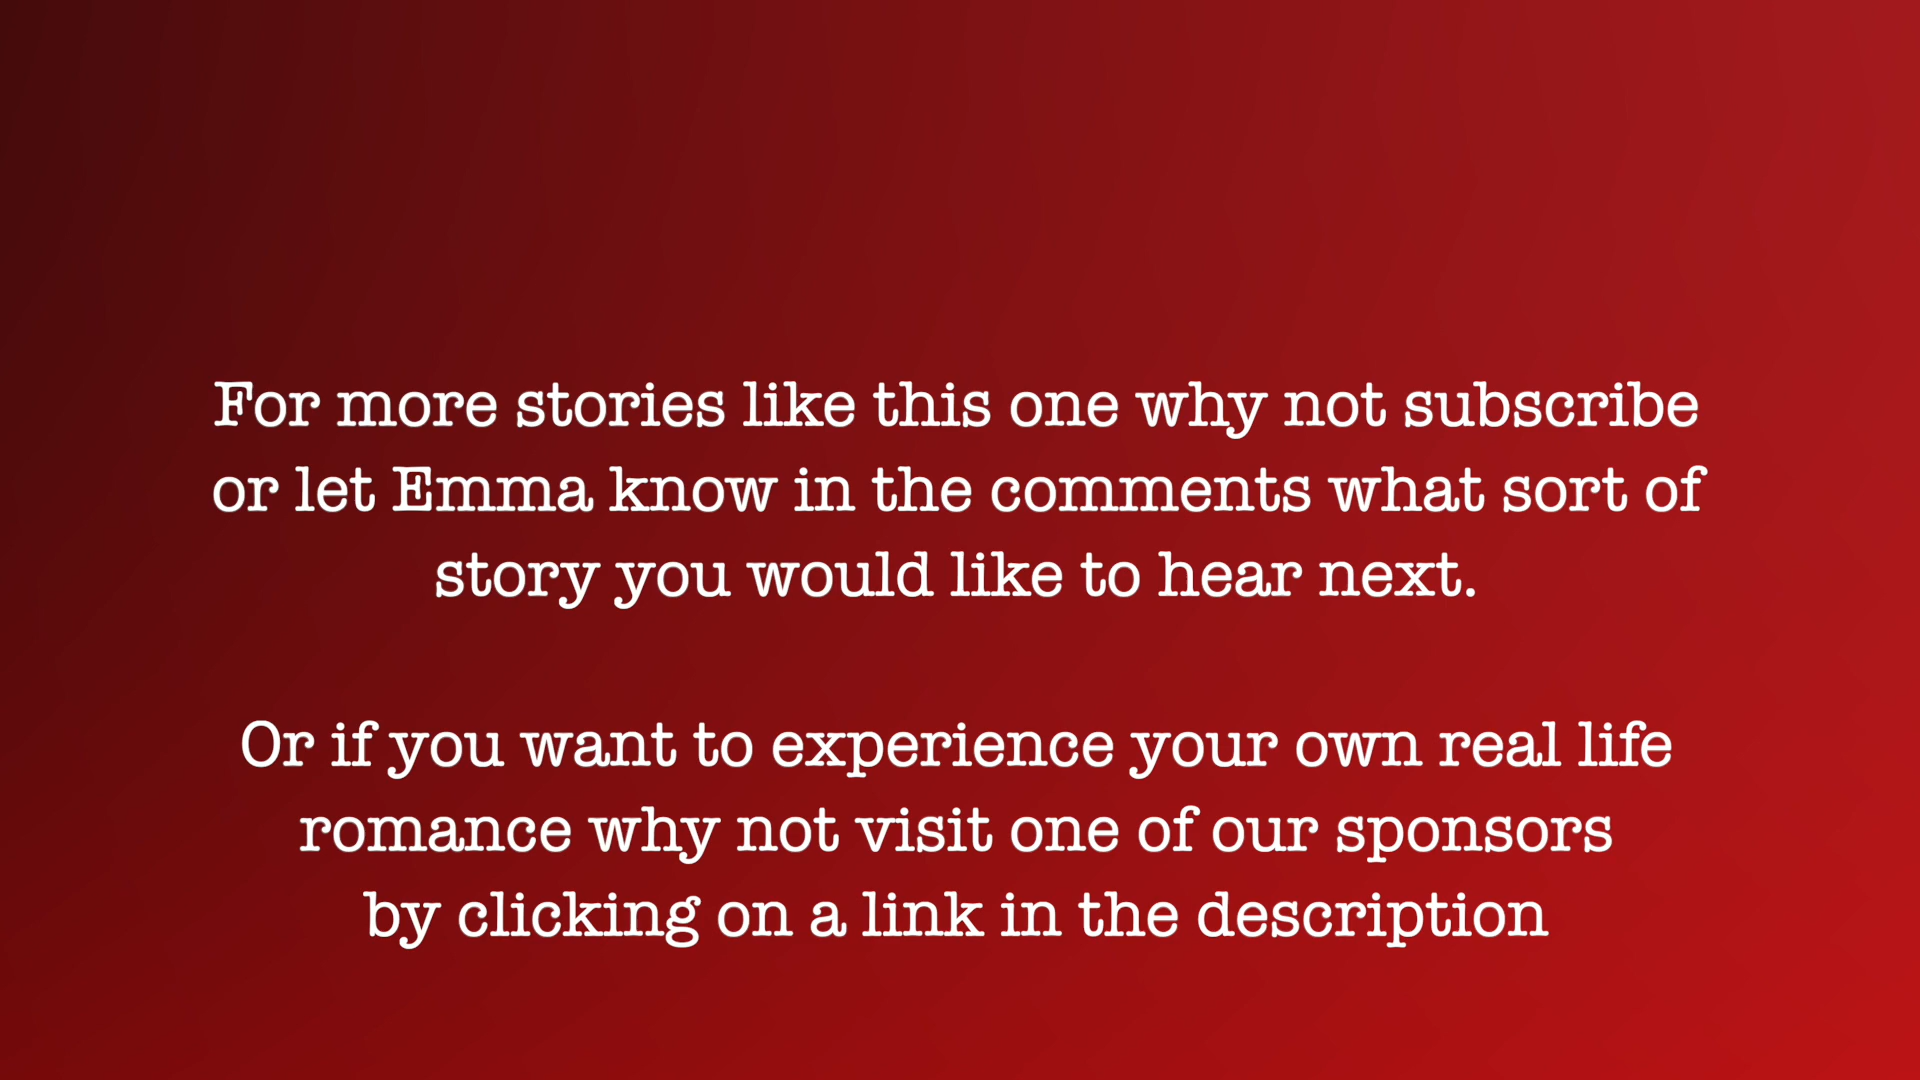 For more stories like this one why not subscribe
or let Emma know in the comments what sort of
story you would like to hear next.
Or if you want to experience your own real life
romance why not visit one of our sponsors
by clicking on a link in the description